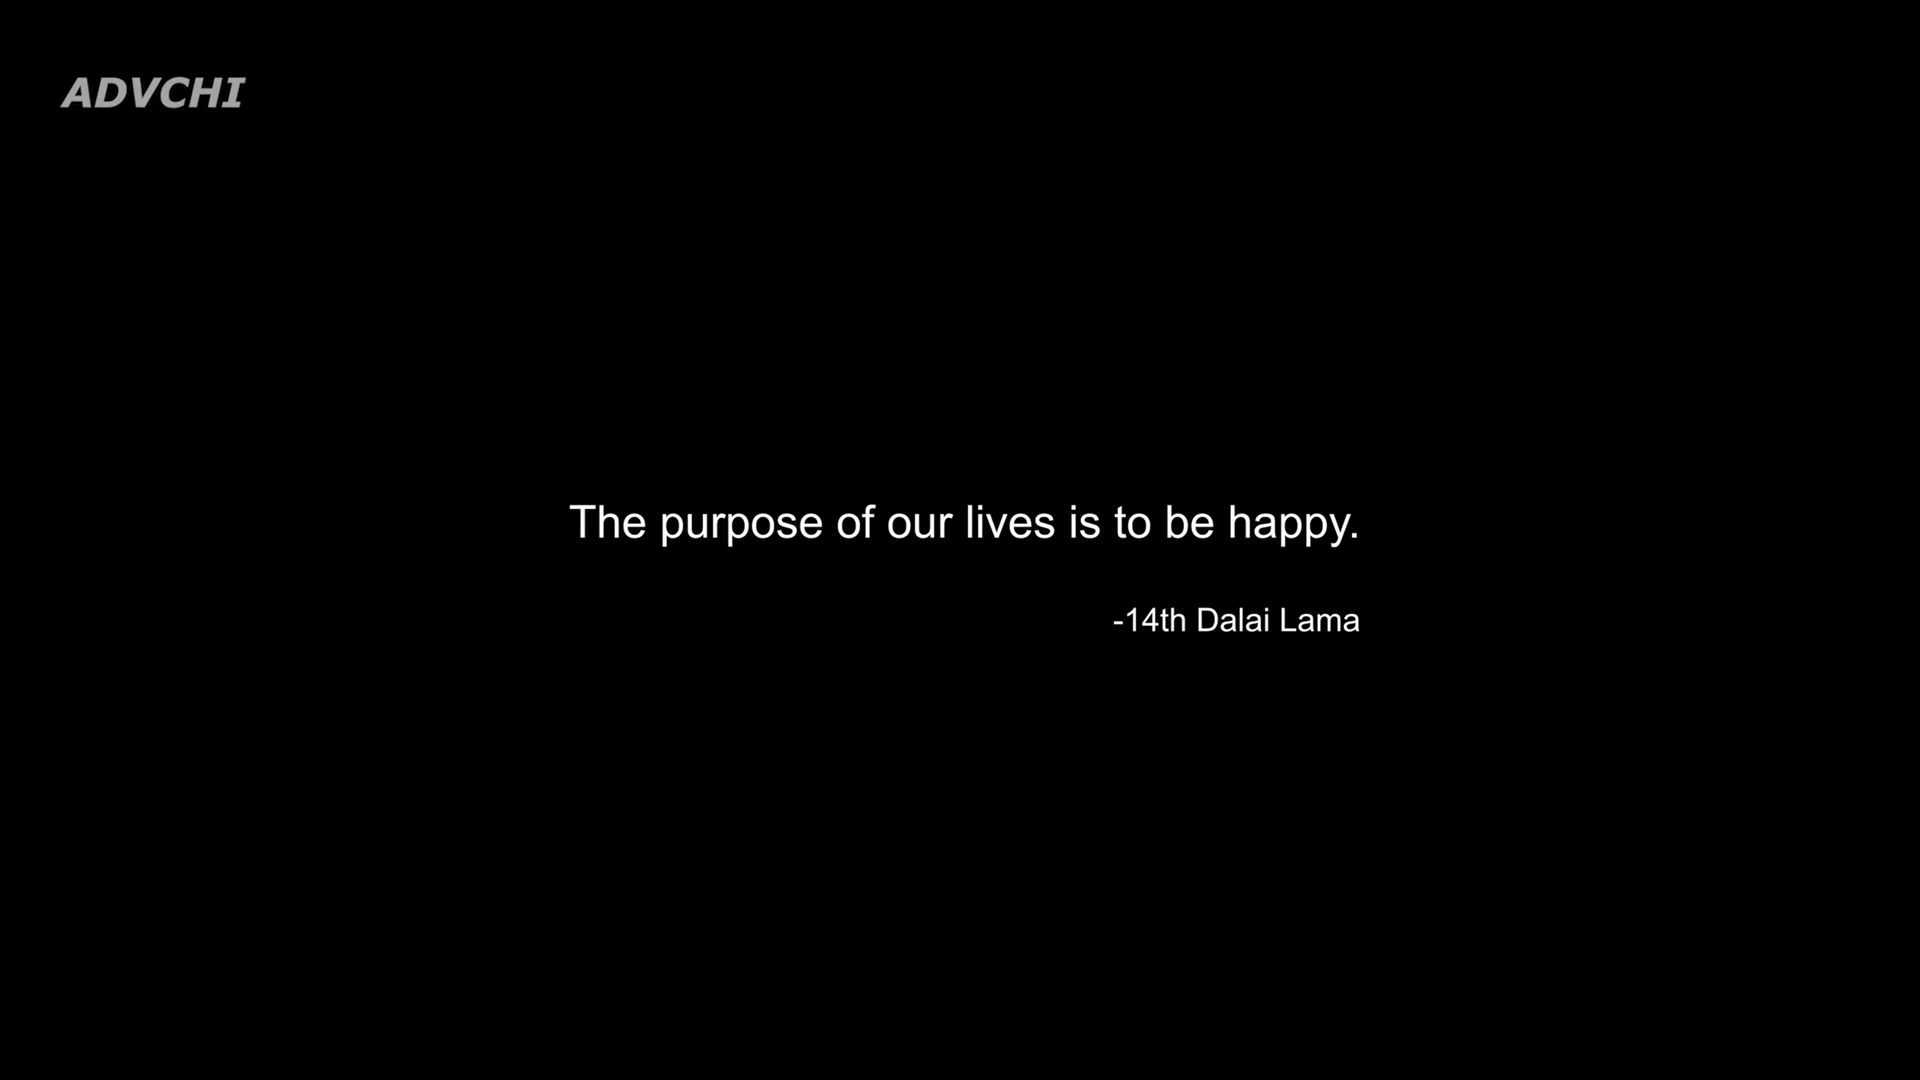 ADVCHI
The purpose of our lives is to be happy.
-14th Dalai Lama